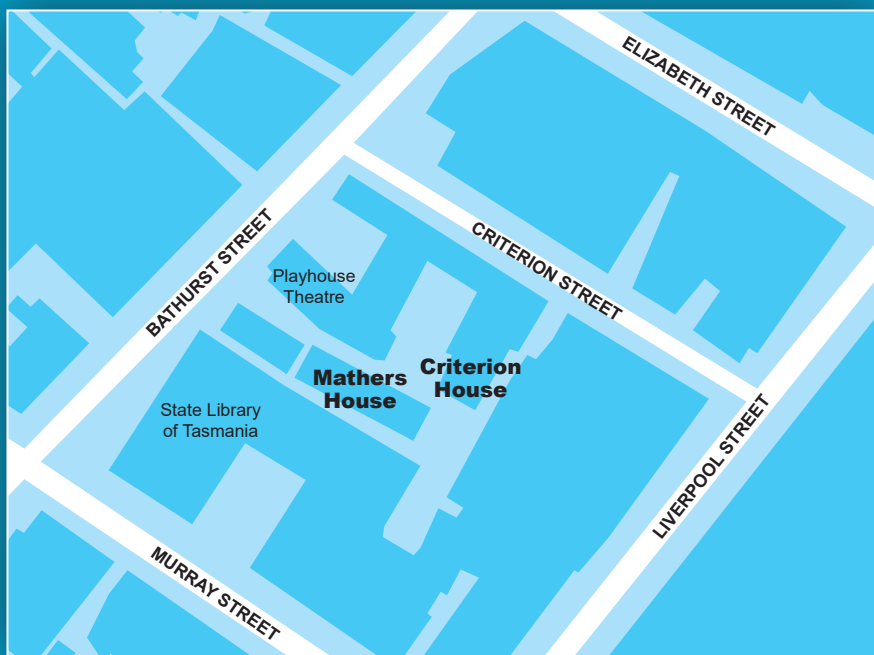 ELIZABETH STREET
BATHURST STREET
CRITERION STREET
Playhouse
Theatre
Mathers
House
Criterion
House
State Library
of Tasmania
LIVERPOOL STREET
MURRAY STREET